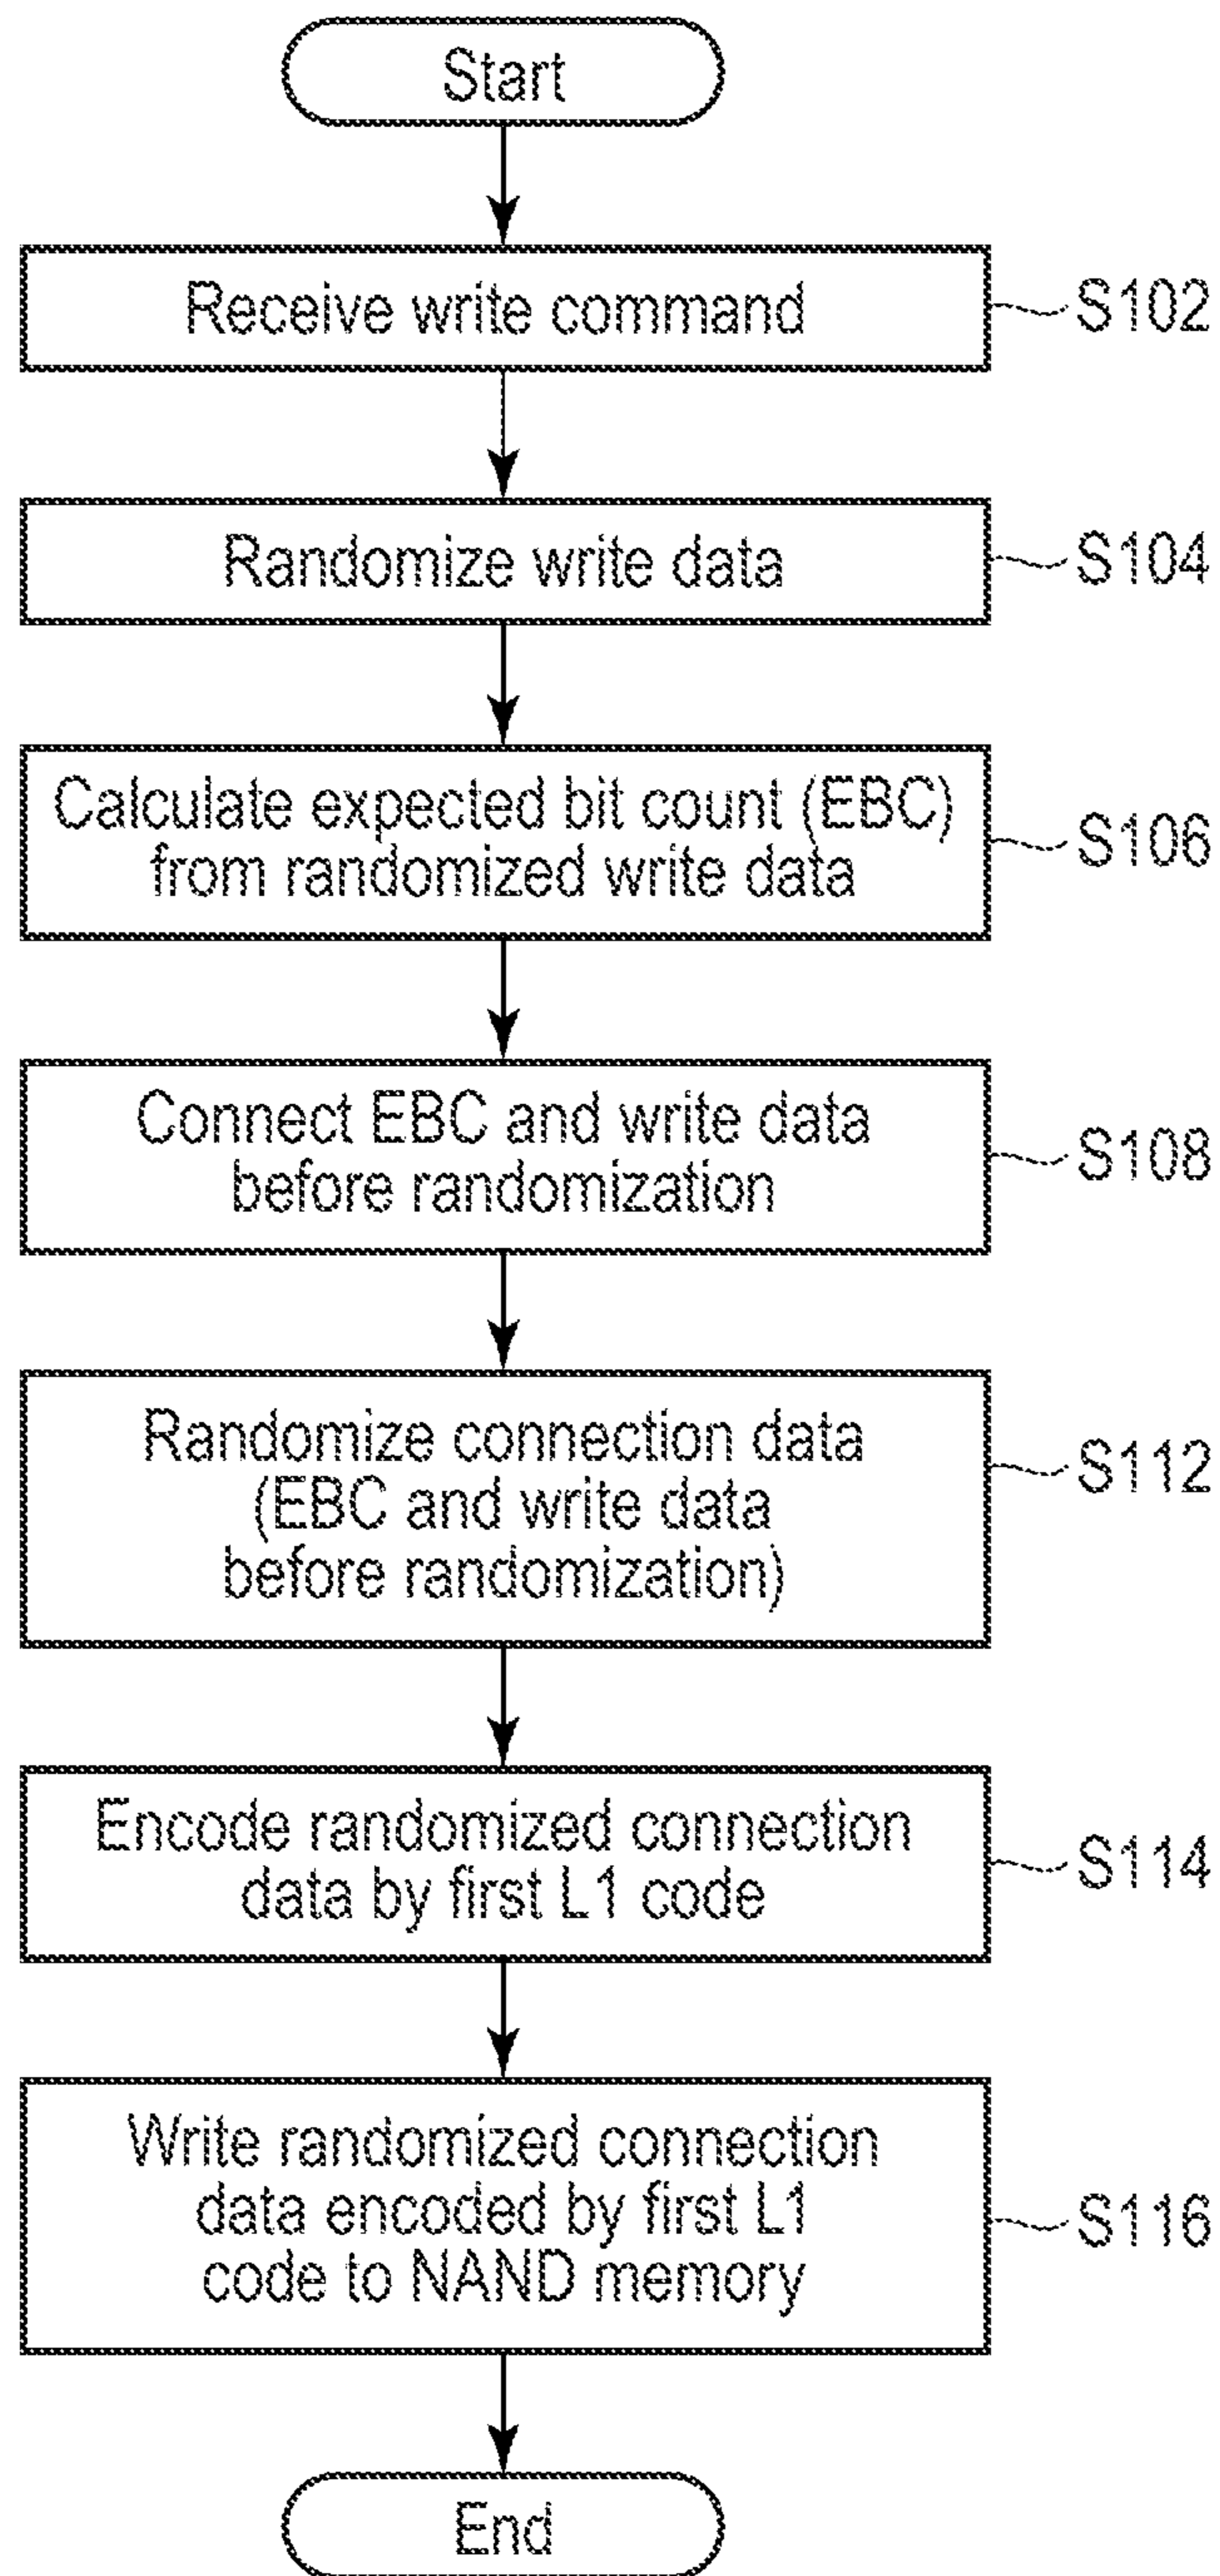 Start
Receive write command
S102
Randomize write data
S104
Calculate expected bit count (EBC)
from randomized write data
S106
Connect EBC and write data
before randomization
S108
Randomize connection data
(EBC and write data
before randomization)
S112
Encode randomized connection
data by first L1 code
S114
Write randomized connection
data encoded by first L1
code to NAND memory
S116
End